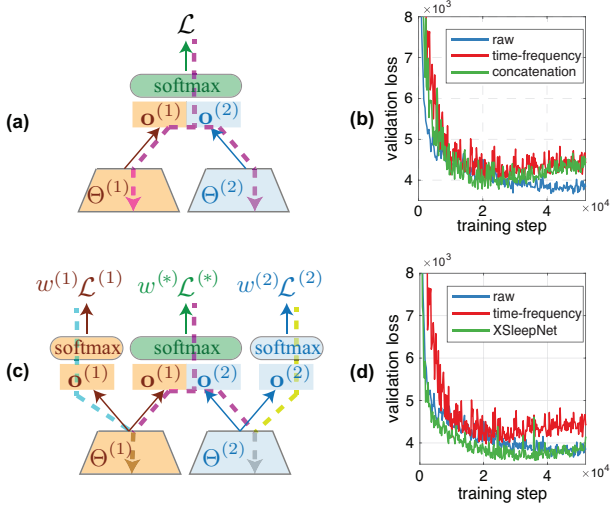 (a)
ℒ
softmax
o⁽¹⁾ o⁽²⁾
Θ⁽¹⁾ Θ⁽²⁾
(b)
×10³
8
7
6
5
4
validation loss
raw
time-frequency
concatenation
0 2 4
×10⁴
training step
(c)
w⁽¹⁾ℒ⁽¹⁾ w⁽*⁾ℒ⁽*⁾ w⁽²⁾ℒ⁽²⁾
softmax softmax softmax
o⁽¹⁾ o⁽¹⁾ o⁽²⁾ o⁽²⁾
Θ⁽¹⁾ Θ⁽²⁾
(d)
×10³
8
7
6
5
4
validation loss
raw
time-frequency
XSleepNet
0 2 4
×10⁴
training step